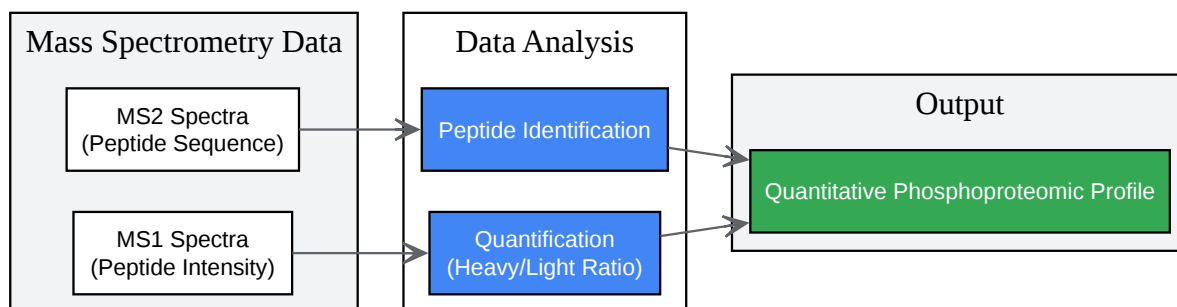 Mass Spectrometry Data
MS2 Spectra
(Peptide Sequence)
MS1 Spectra
(Peptide Intensity)
Data Analysis
Peptide Identification
Quantification
(Heavy/Light Ratio)
Output
Quantitative Phosphoproteomic Profile